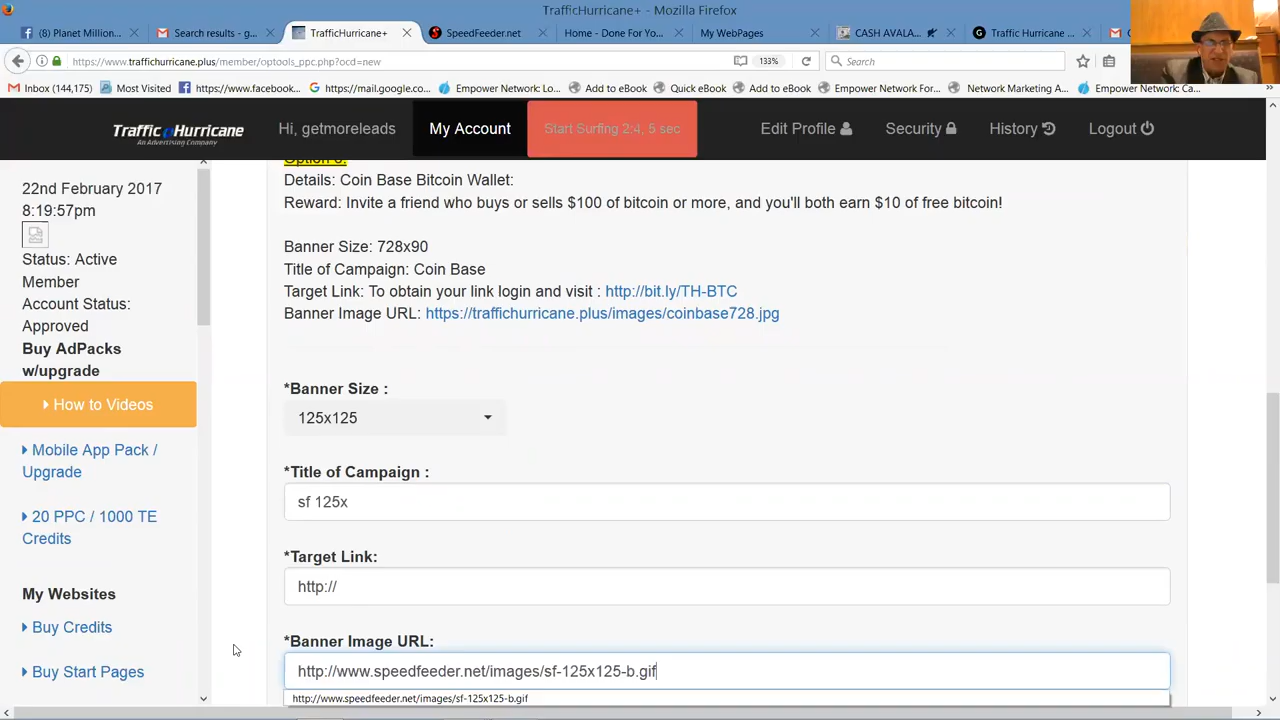 TrafficHurricane+ - Mozilla Firefox
(8) Planet Million...
Search results - g...
TrafficHurricane+
SpeedFeeder.net
Home - Done For You...
My WebPages
CASH AVALA...
Traffic Hurricane ...
https://www.traffichurricane.plus/member/optools_ppc.php?ocd=new
133%
Search
Inbox (144,175)
Most Visited
https://www.facebook...
https://mail.google.co...
Empower Network: Lo...
Add to eBook
Quick eBook
Add to eBook
Empower Network For...
Network Marketing A...
Empower Network: Ca...
Traffic Hurricane
An Advertising Company
Hi, getmoreleads
My Account
Start Surfing 2:4, 5 sec
Edit Profile
Security
History
Logout
22nd February 2017
8:19:57pm
Status: Active
Member
Account Status:
Approved
Buy AdPacks
w/upgrade
How to Videos
Mobile App Pack /
Upgrade
20 PPC / 1000 TE
Credits
My Websites
Buy Credits
Buy Start Pages
Details: Coin Base Bitcoin Wallet:
Reward: Invite a friend who buys or sells $100 of bitcoin or more, and you'll both earn $10 of free bitcoin!
Banner Size: 728x90
Title of Campaign: Coin Base
Target Link: To obtain your link login and visit : http://bit.ly/TH-BTC
Banner Image URL: https://traffichurricane.plus/images/coinbase728.jpg
*Banner Size :
125x125
*Title of Campaign :
sf 125x
*Target Link:
http://
*Banner Image URL:
http://www.speedfeeder.net/images/sf-125x125-b.gif
http://www.speedfeeder.net/images/sf-125x125-b.gif